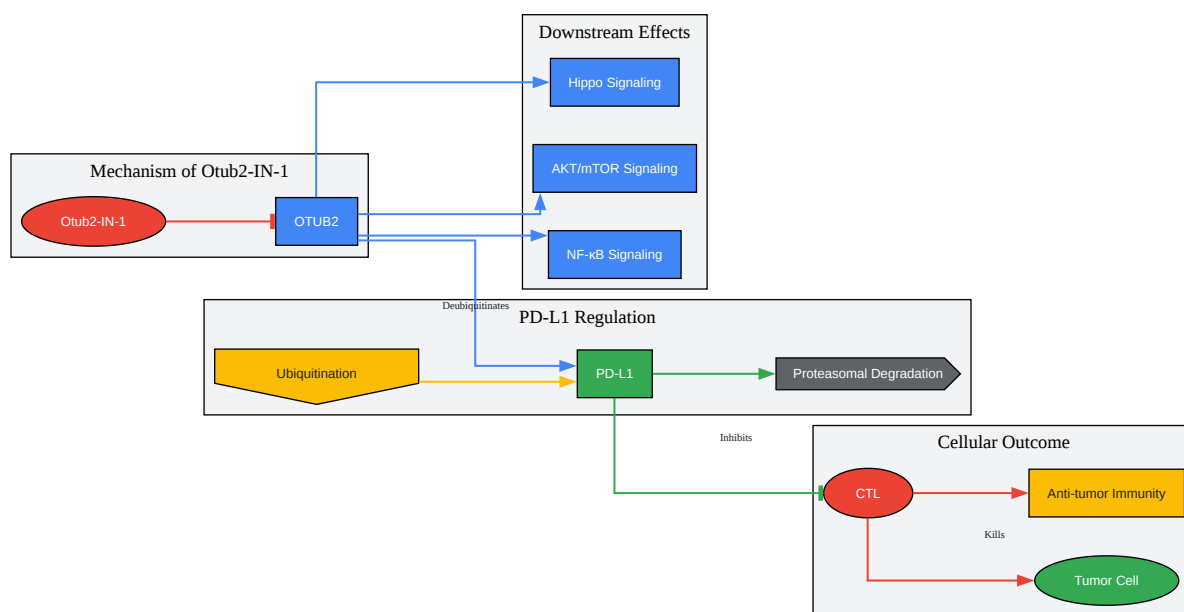 Downstream Effects
Hippo Signaling
AKT/mTOR Signaling
NF-κB Signaling
Mechanism of Otub2-IN-1
Otub2-IN-1
OTUB2
Deubiquitinates
PD-L1 Regulation
Ubiquitination
PD-L1
Proteasomal Degradation
Inhibits
Cellular Outcome
CTL
Anti-tumor Immunity
Kills
Tumor Cell